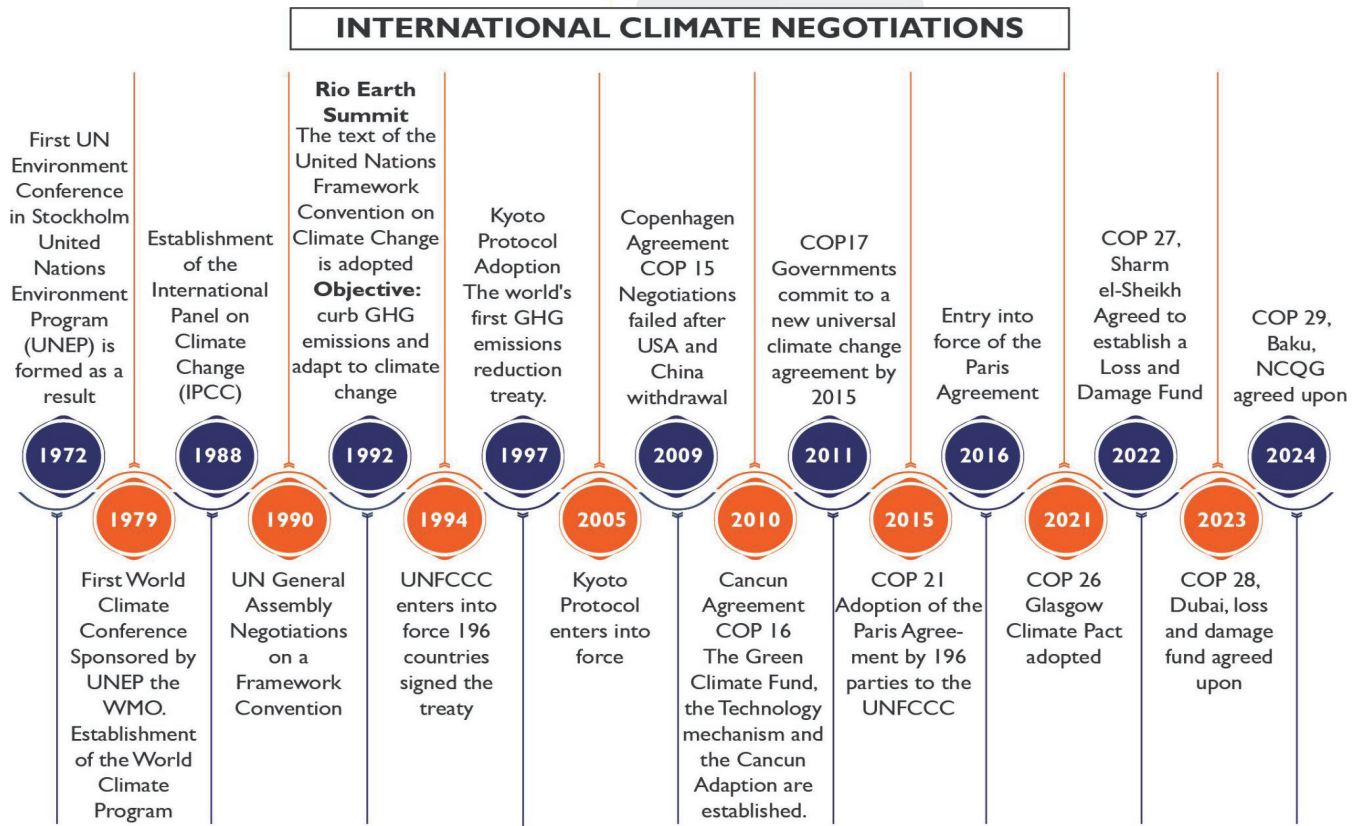 INTERNATIONAL CLIMATE NEGOTIATIONS
First UN
Environment
Conference
in Stockholm
United
Nations
Environment
Program
(UNEP) is
formed as a
result
1972
First World
Climate
Conference
Sponsored by
UNEP the
WMO.
Establishment
of the World
Climate
Program
1979
Establishment
of the
International
Panel on
Climate
Change
(IPCC)
1988
UN General
Assembly
Negotiations
on a
Framework
Convention
1990
Rio Earth
Summit
The text of the
United Nations
Framework
Convention on
Climate Change
is adopted
Objective:
curb GHG
emissions and
adapt to climate
change
1992
UNFCCC
enters into
force 196
countries
signed the
treaty
1994
Kyoto
Protocol
Adoption
The world's
first GHG
emissions
reduction
treaty.
1997
Kyoto
Protocol
enters into
force
2005
Copenhagen
Agreement
COP 15
Negotiations
failed after
USA and
China
withdrawal
2009
Cancun
Agreement
COP 16
The Green
Climate Fund,
the Technology
mechanism and
the Cancun
Adaption are
established.
2010
COP17
Governments
commit to a
new universal
climate change
agreement by
2015
2011
COP 21
Adoption of the
Paris Agree-
ment by 196
parties to the
UNFCCC
2015
Entry into
force of the
Paris
Agreement
2016
COP 26
Glasgow
Climate Pact
adopted
2021
COP 27,
Sharm
el-Sheikh
Agreed to
establish a
Loss and
Damage Fund
2022
COP 28,
Dubai, loss
and damage
fund agreed
upon
2023
COP 29,
Baku,
NCQG
agreed upon
2024